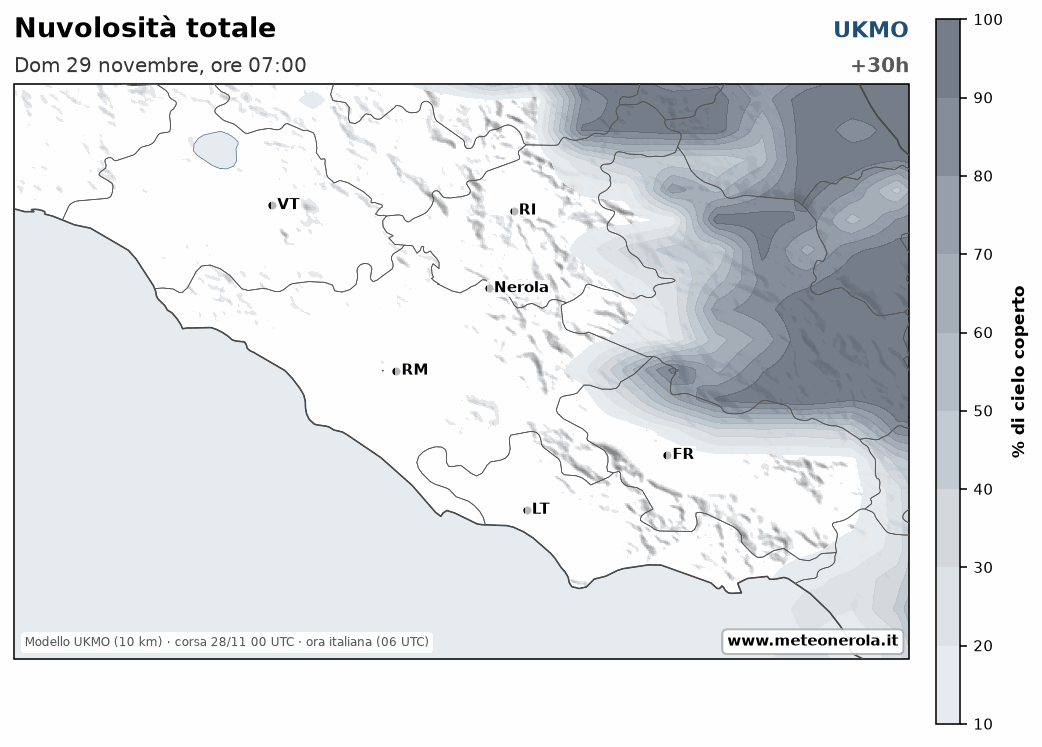 Nuvolosità totale
UKMO
Dom 29 novembre, ore 07:00
+30h
VT
RI
Nerola
RM
FR
LT
Modello UKMO (10 km) · corsa 28/11 00 UTC · ora italiana (06 UTC)
www.meteonerola.it
100
90
80
70
60
50
40
30
20
10
% di cielo coperto